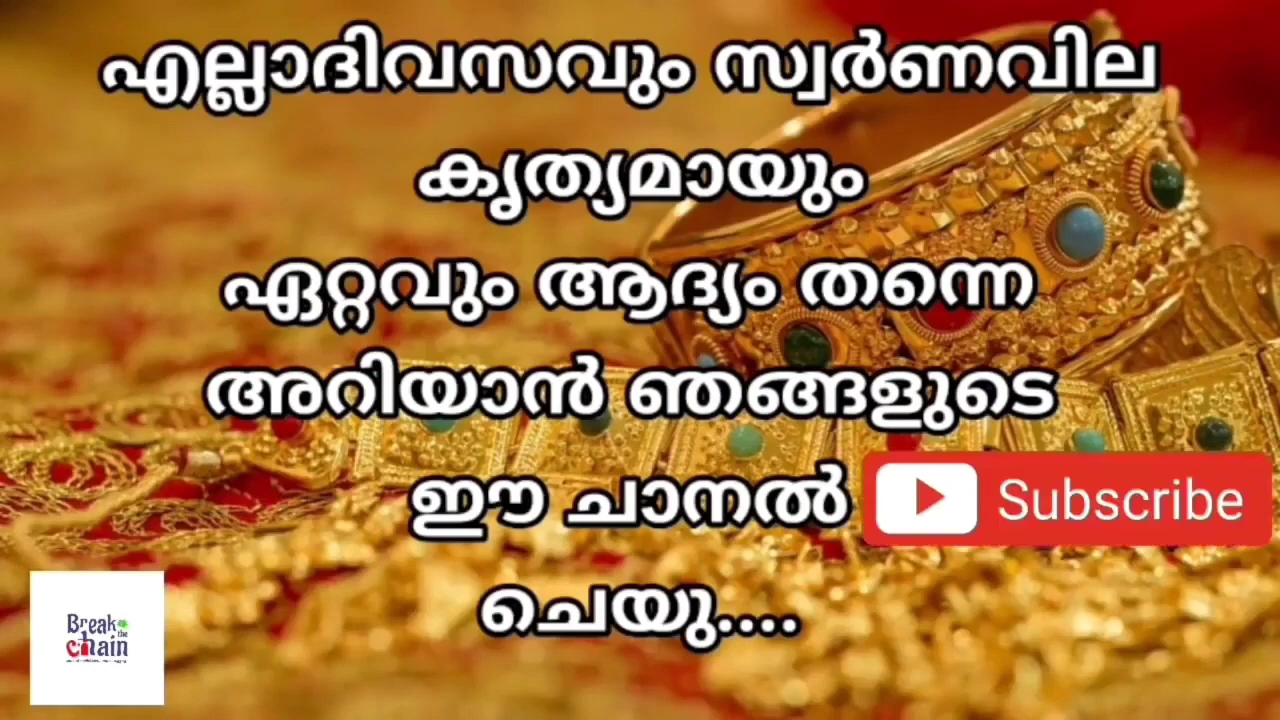 എല്ലാദിവസവും സ്വർണവില
കൃത്യമായും
ഏറ്റവും ആദ്യം തന്നെ
അറിയാൻ ഞങ്ങളുടെ
ഈ ചാനൽ Subscribe
ചെയു....
Break
the
chain